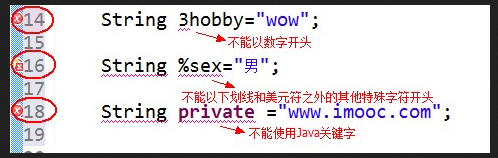 14 String 3hobby="wow";
15 不能以数字开头
16 String %sex="男";
17 不能以下划线和美元符之外的其他特殊字符开头
18 String private ="www.imooc.com";
19 不能使用Java关键字